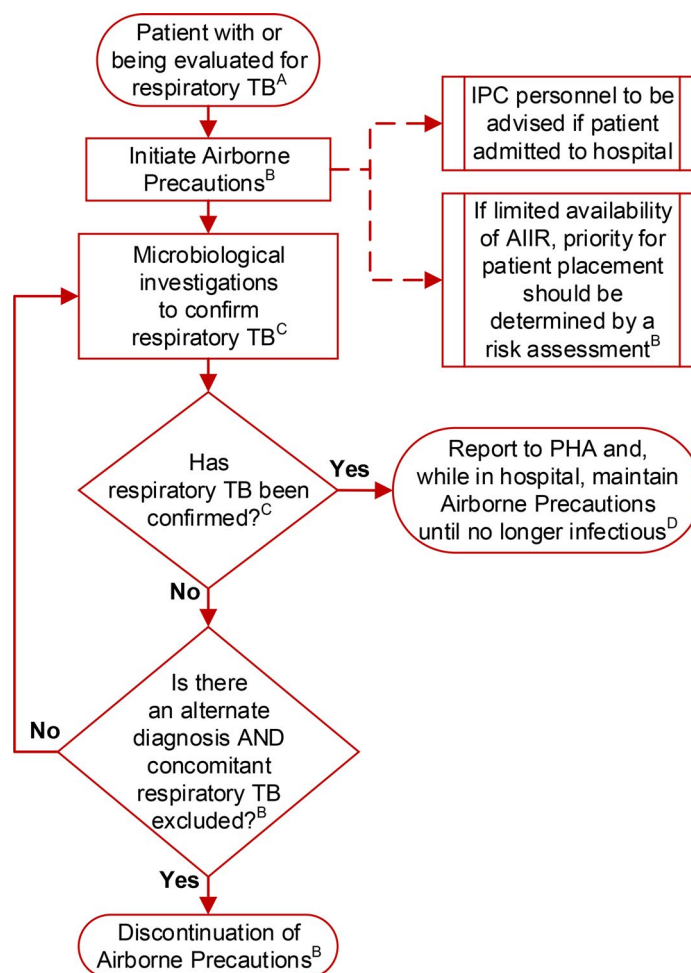 Patient with or
being evaluated for
respiratory TBᴬ
Initiate Airborne
Precautionsᴮ
IPC personnel to be
advised if patient
admitted to hospital
If limited availability
of AIIR, priority for
patient placement
should be
determined by a
risk assessmentᴮ
Microbiological
investigations
to confirm
respiratory TBᶜ
Has
respiratory TB been
confirmed?ᶜ
Yes
Report to PHA and,
while in hospital, maintain
Airborne Precautions
until no longer infectiousᴰ
No
Is there
an alternate
diagnosis AND
concomitant
respiratory TB
excluded?ᴮ
No
Yes
Discontinuation of
Airborne Precautionsᴮ